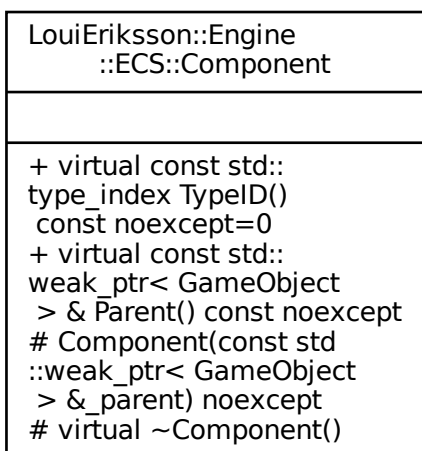 LouiEriksson::Engine
::ECS::Component
+ virtual const std::
type_index TypeID()
const noexcept=0
+ virtual const std::
weak_ptr< GameObject
> & Parent() const noexcept
# Component(const std
::weak_ptr< GameObject
> &_parent) noexcept
# virtual ~Component()